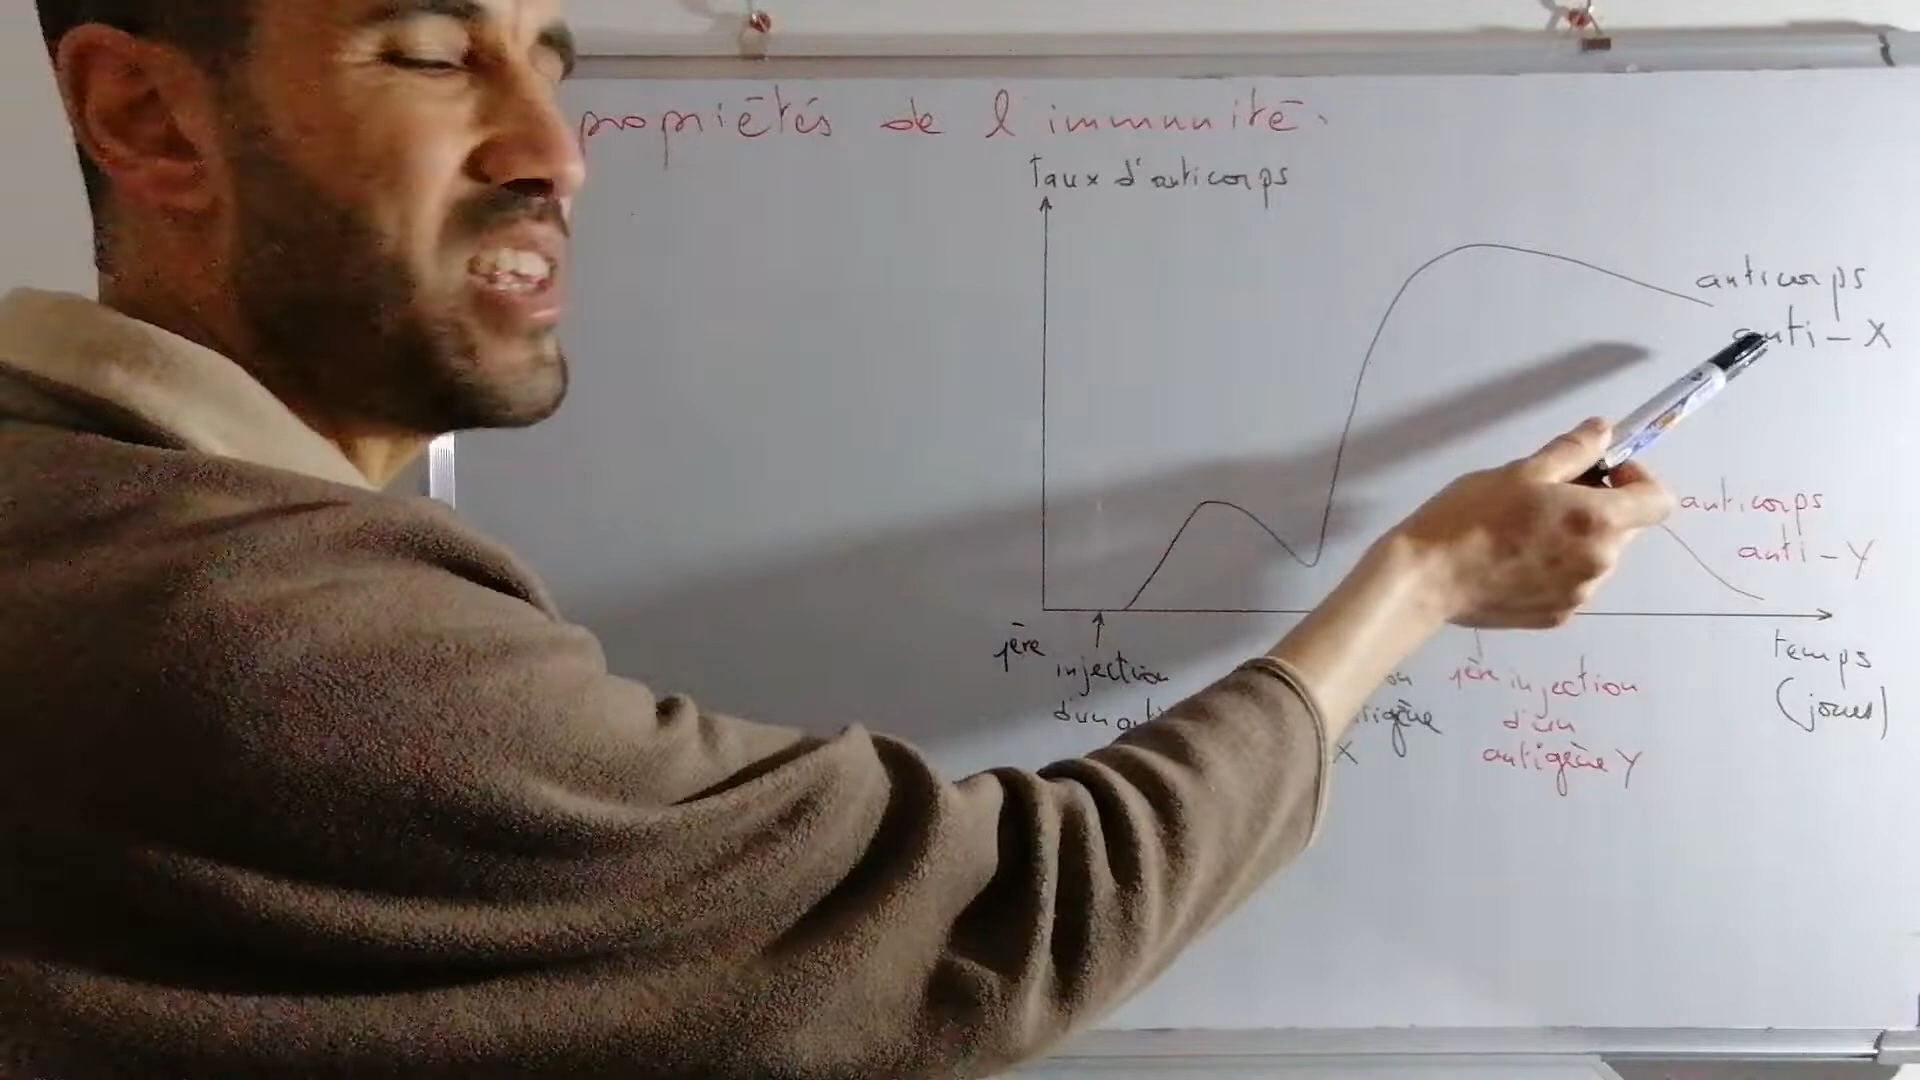 propriétés de l'immunité.
Taux d'anticorps
anticorps
anti-X
anticorps
anti-Y
1ère
injection
d'un
antigène
X
1ère injection
d'un
antigène Y
temps
(jours)